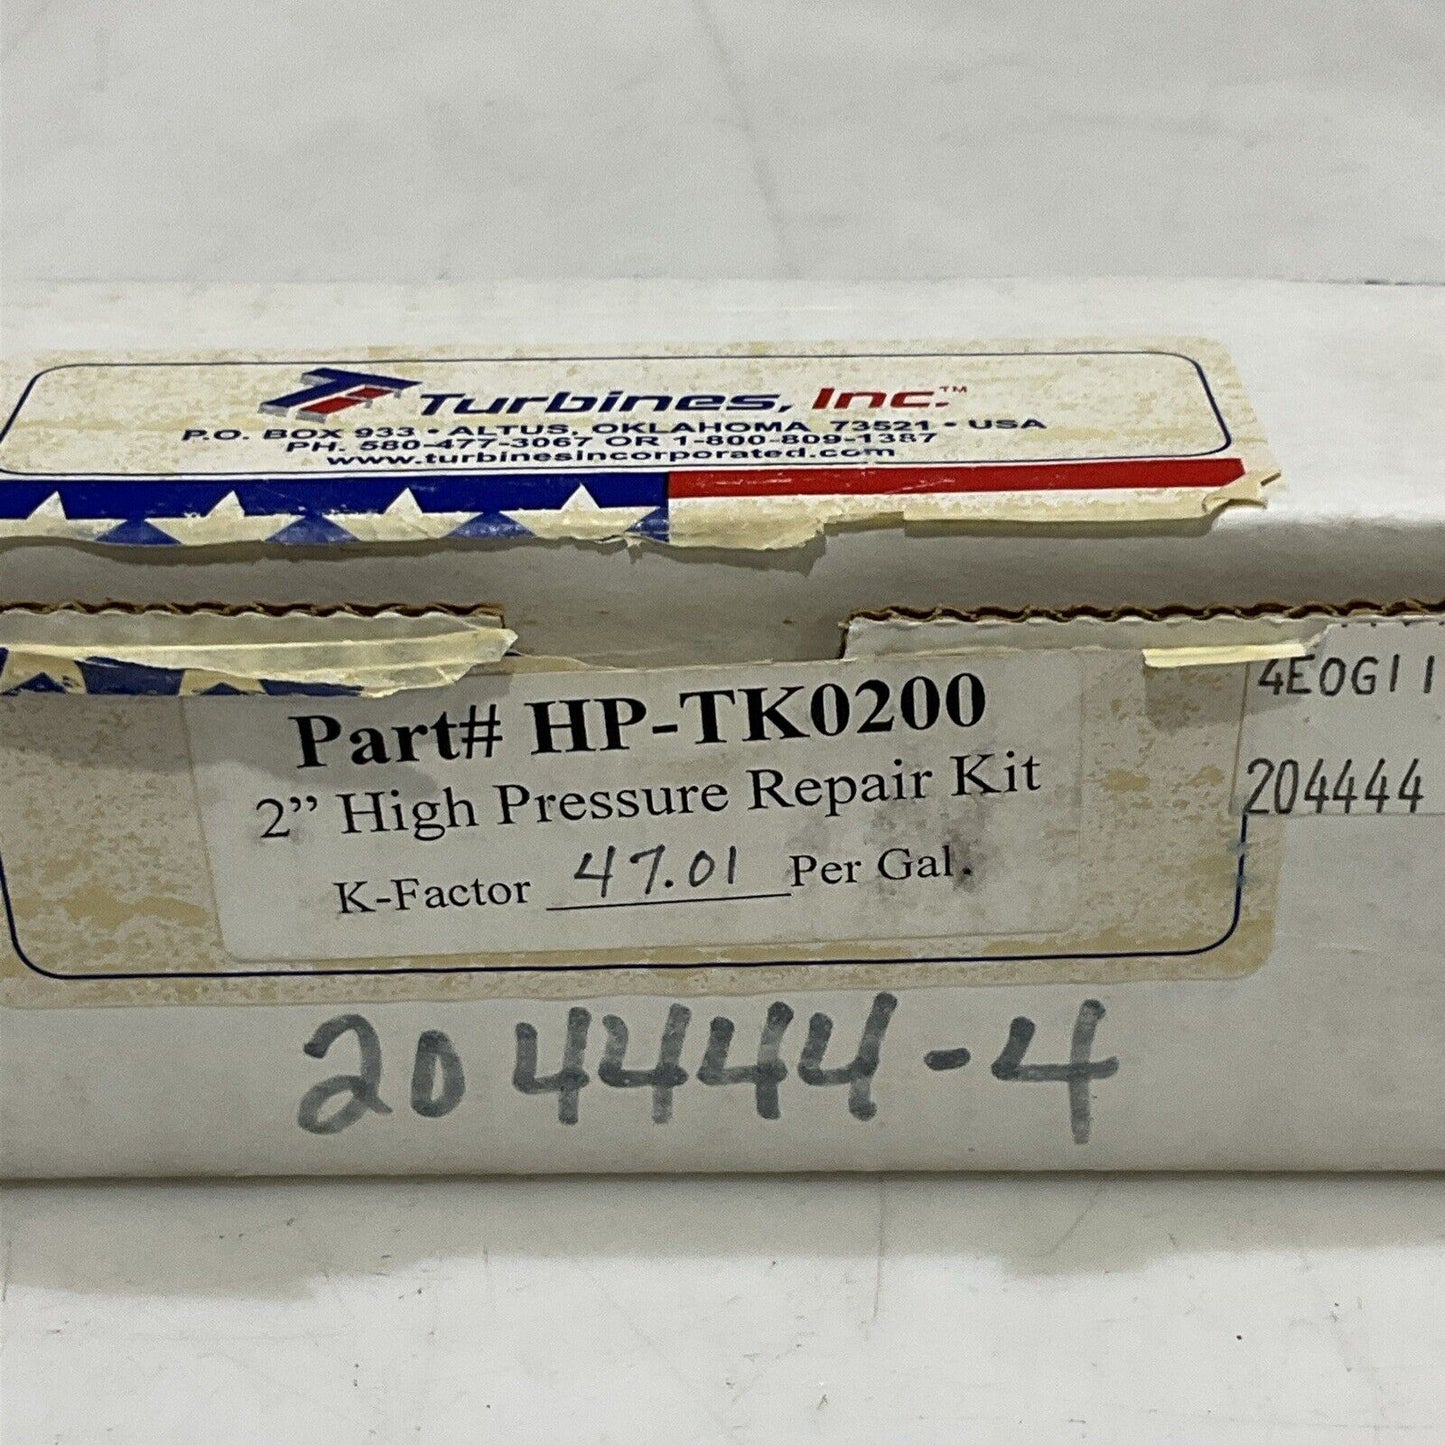 Turbines, Inc.™
P.O. BOX 933 • ALTUS, OKLAHOMA 73521 • USA
PH. 580-477-3067 OR 1-800-809-1387
www.turbinesincorporated.com
Part# HP-TK0200
2” High Pressure Repair Kit
K-Factor 47.01 Per Gal.
4E0G11
204444
204444-4